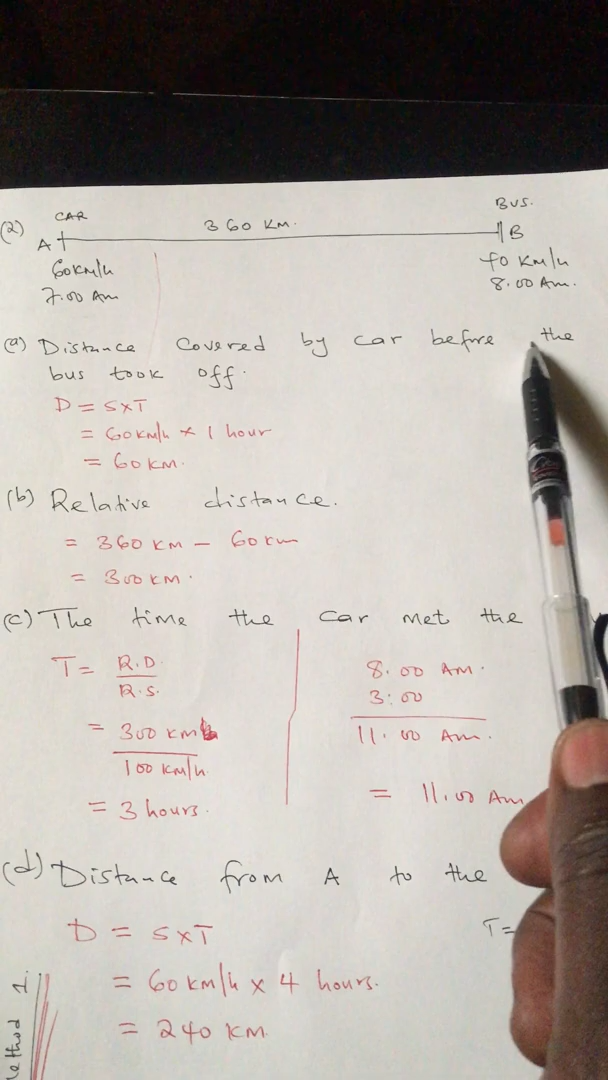 (2) CAR 360 KM. BUS.
A B
60Km/h 40 Km/h
7.00 Am 8.00 Am.
(a) Distance covered by car before the
bus took off.
D = S×T
= 60Km/h × 1 hour
= 60 KM.
(b) Relative distance.
= 360 KM – 60 Km
= 300 KM.
(c) The time the car met the
T = R.D.
R.S.
= 300 km
100 Km/h
= 3 hours.
8.00 AM.
3:00
11.00 Am.
= 11.00 Am
(d) Distance from A to the
D = S×T
= 60 Km/h × 4 hours.
= 240 KM
T =